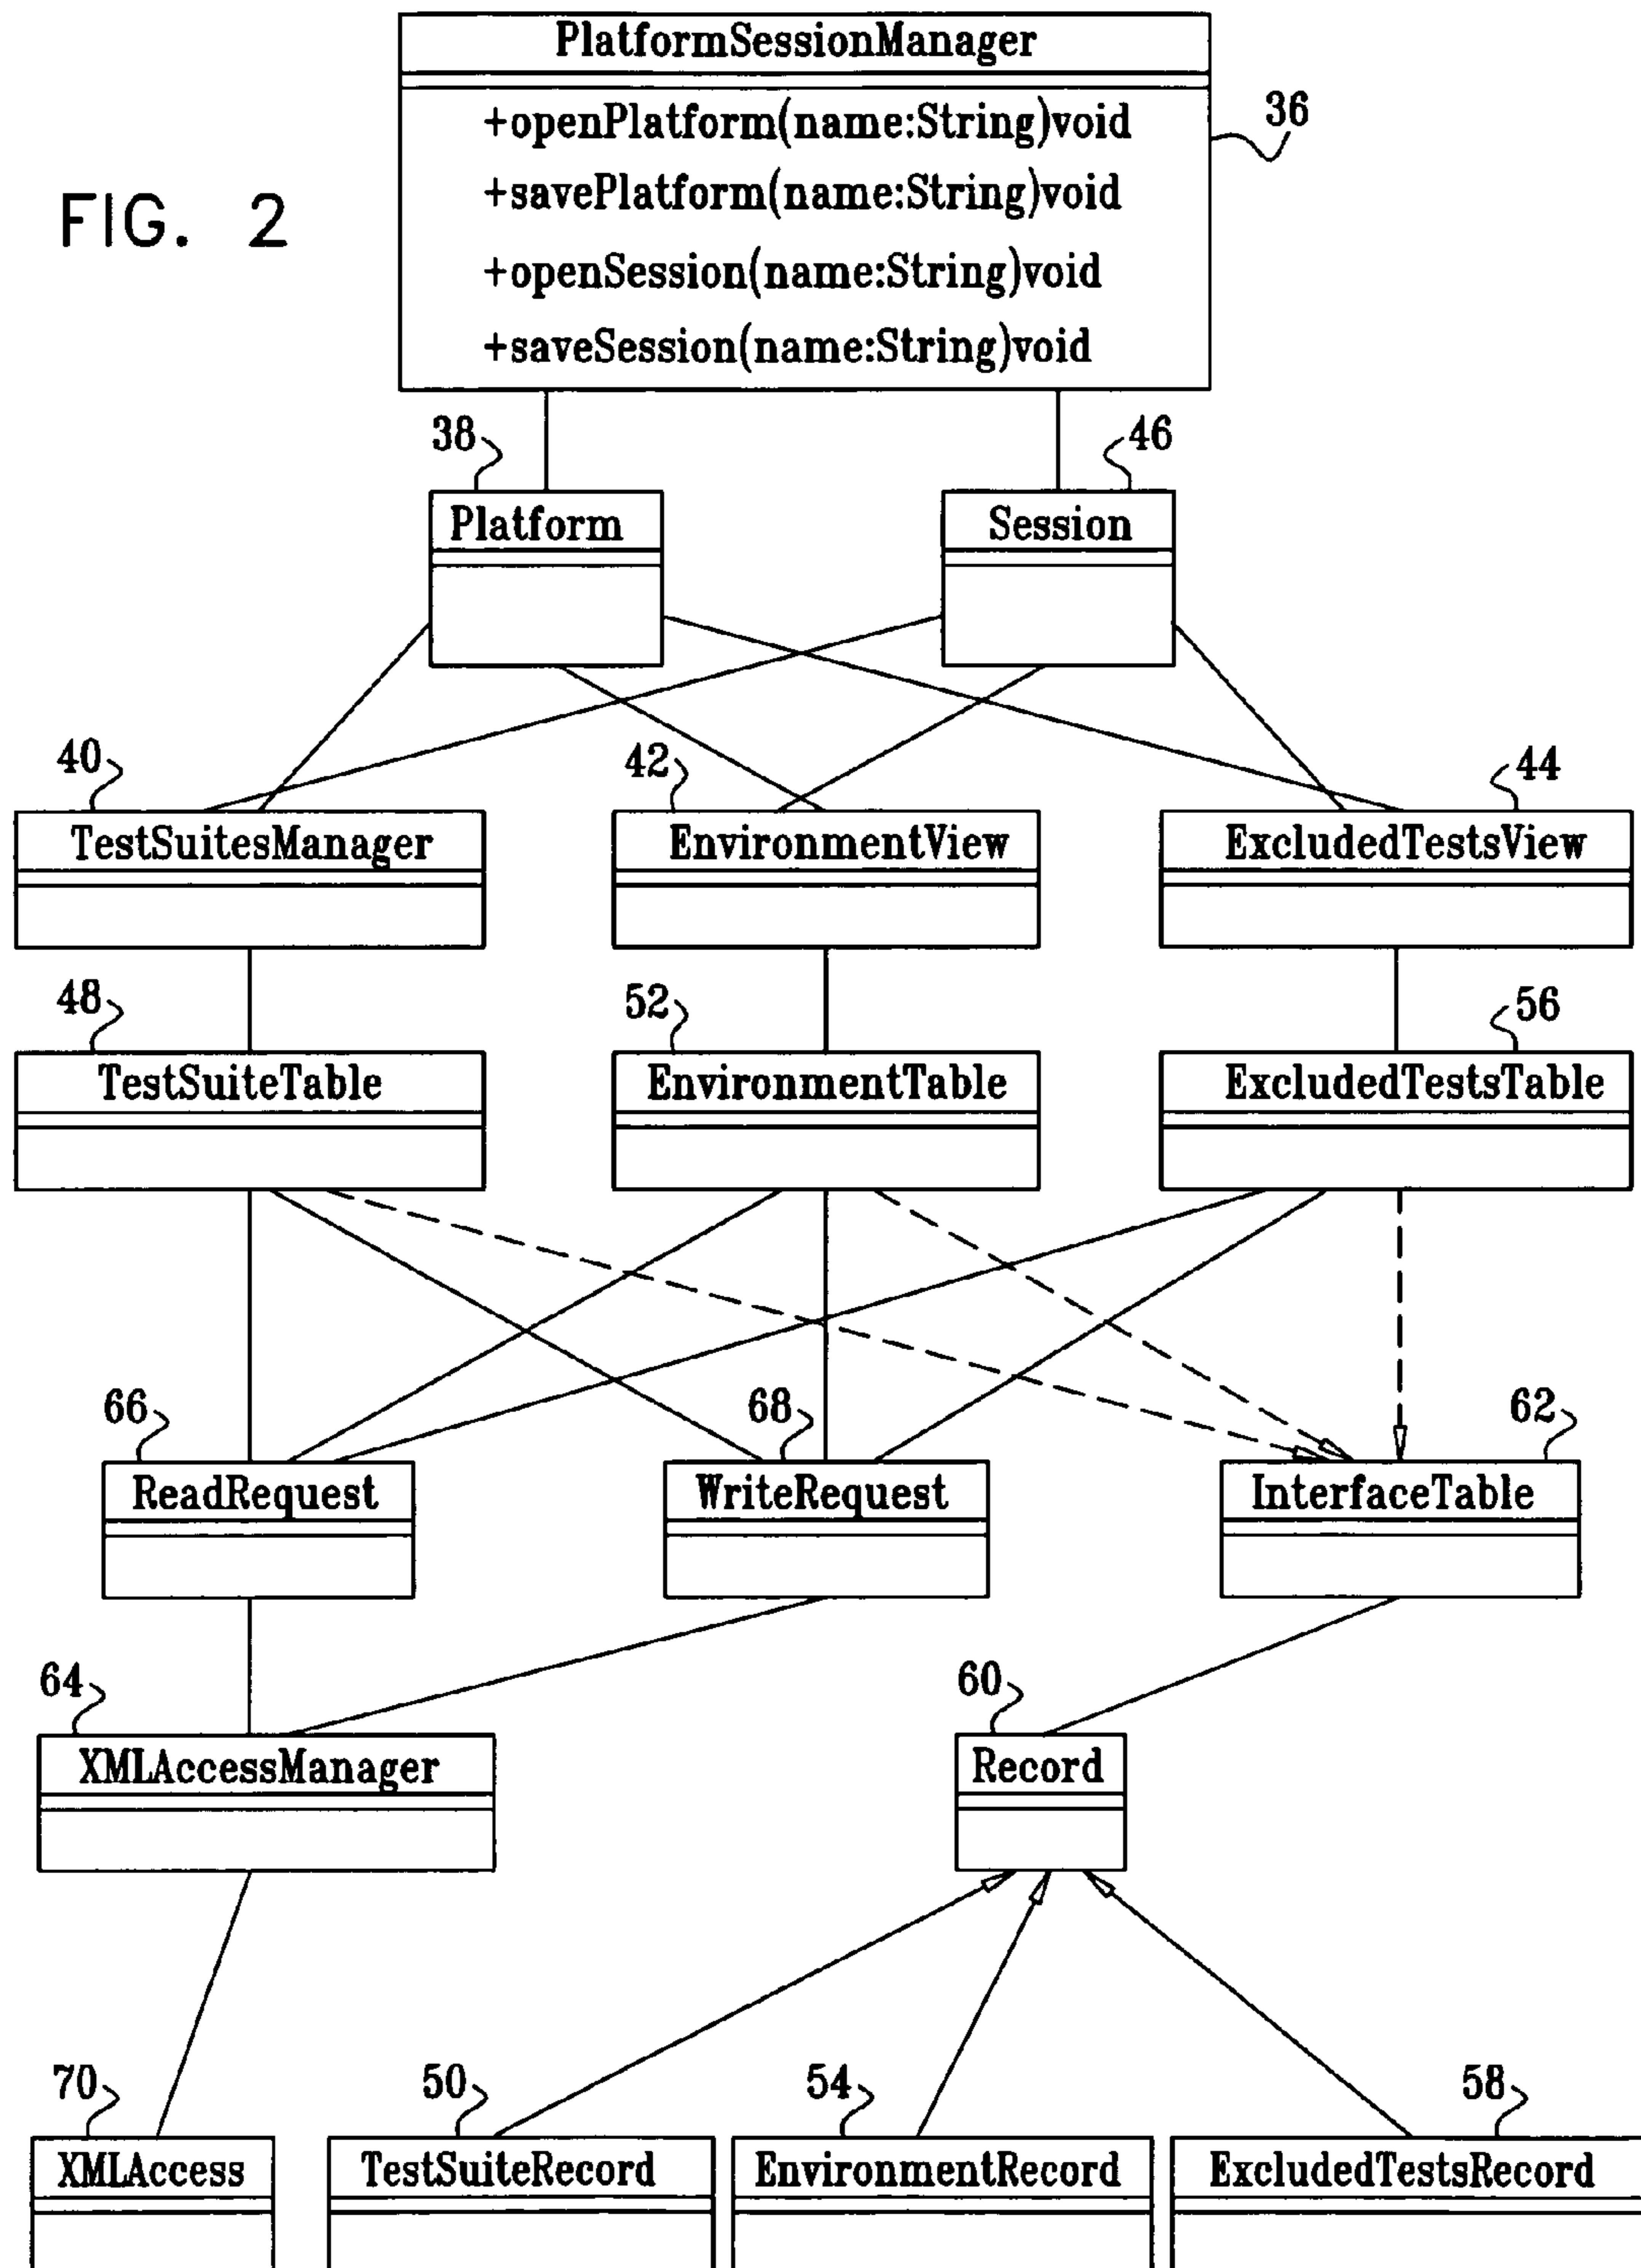 PlatformSessionManager
+openPlatform(name:String)void
36
+savePlatform(name:String)void
FIG. 2
+openSession(name:String)void
+saveSession(name:String)void
38
46
Platform
Session
40
42
44
TestSuitesManager
EnvironmentView
ExcludedTestsView
48
52
56
TestSuiteTable
EnvironmentTable
ExcludedTestsTable
66
68
62
ReadRequest
WriteRequest
InterfaceTable
64
60
XMLAccessManager
Record
70
50
54
58
XMLAccess
TestSuiteRecord
EnvironmentRecord
ExcludedTestsRecord